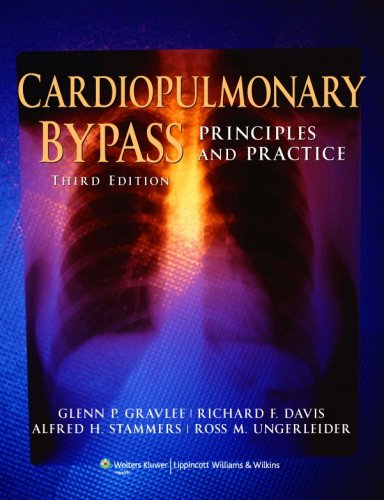 CARDIOPULMONARY
BYPASS PRINCIPLES
AND PRACTICE
THIRD EDITION
GLENN P. GRAVLEE | RICHARD F. DAVIS
ALFRED H. STAMMERS | ROSS M. UNGERLEIDER
Wolters Kluwer | Lippincott Williams & Wilkins
Health